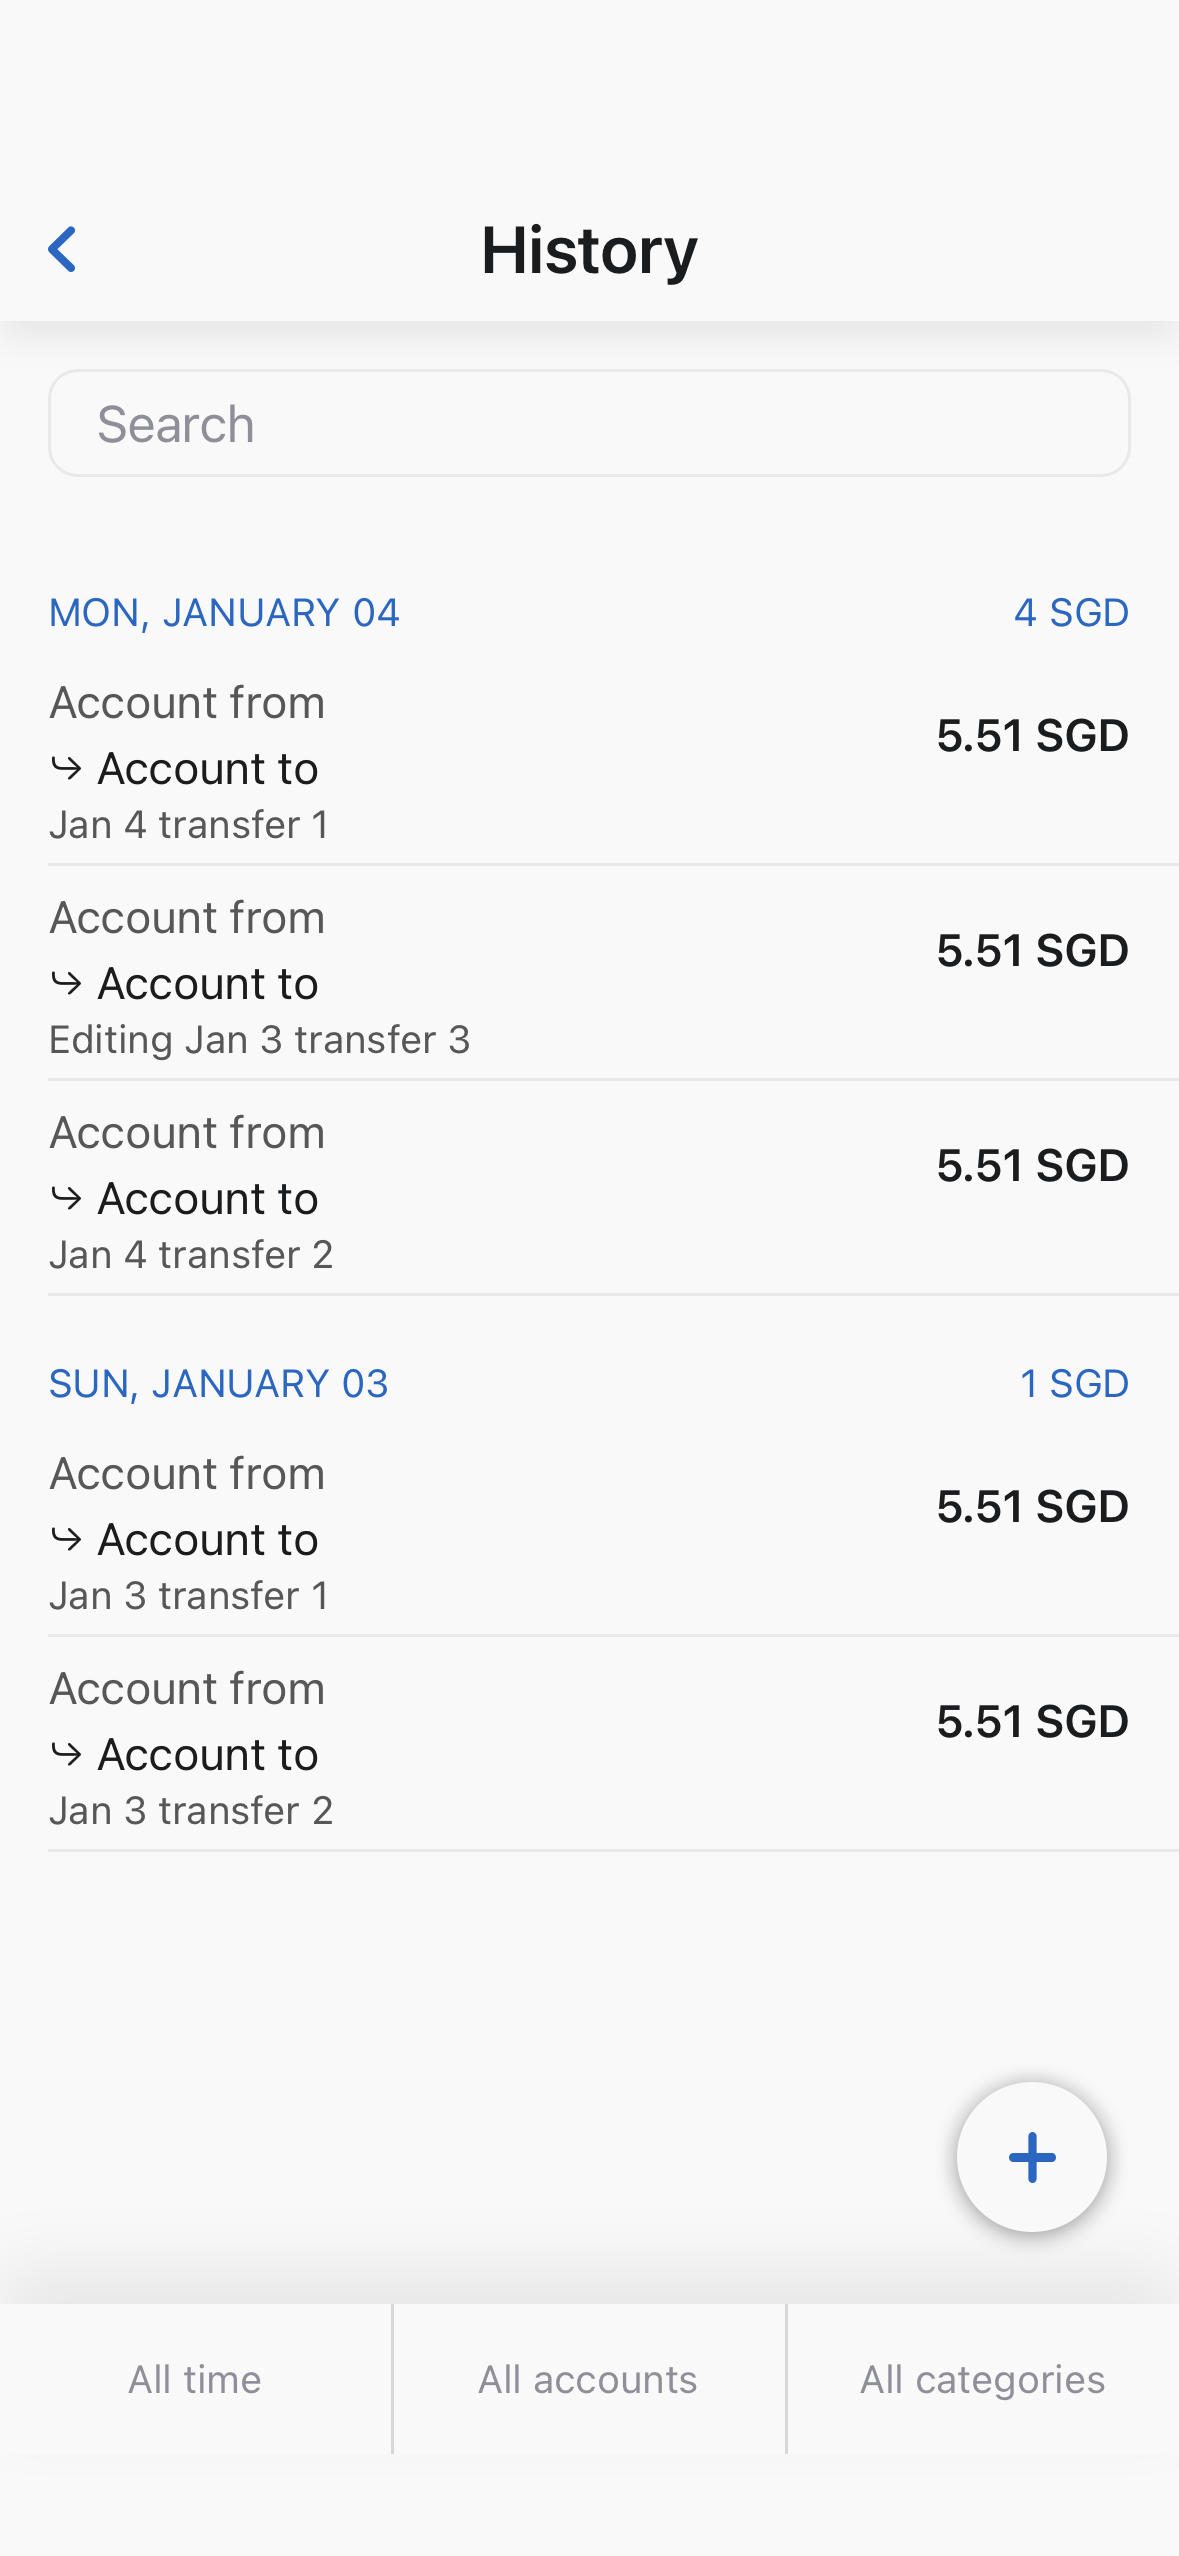 History
Search
MON, JANUARY 04 4 SGD
Account from
5.51 SGD
↪ Account to
Jan 4 transfer 1
Account from
5.51 SGD
↪ Account to
Editing Jan 3 transfer 3
Account from
5.51 SGD
↪ Account to
Jan 4 transfer 2
SUN, JANUARY 03 1 SGD
Account from
5.51 SGD
↪ Account to
Jan 3 transfer 1
Account from
5.51 SGD
↪ Account to
Jan 3 transfer 2
All time All accounts All categories